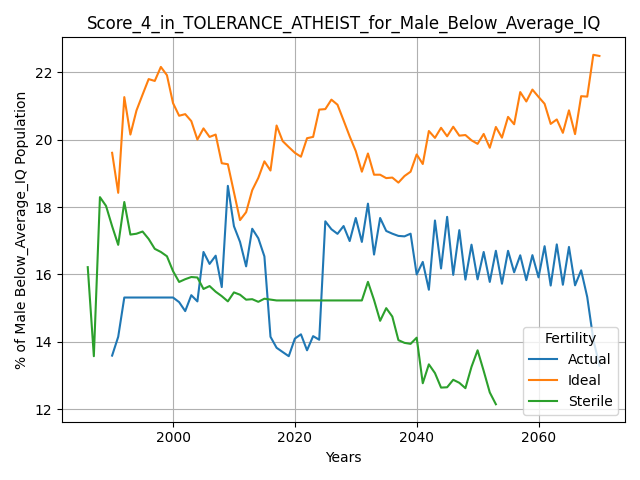 Score_4_in_TOLERANCE_ATHEIST_for_Male_Below_Average_IQ
% of Male Below_Average_IQ Population
22
20
18
16
14
12
2000 2020 2040 2060
Years
Fertility
Actual
Ideal
Sterile